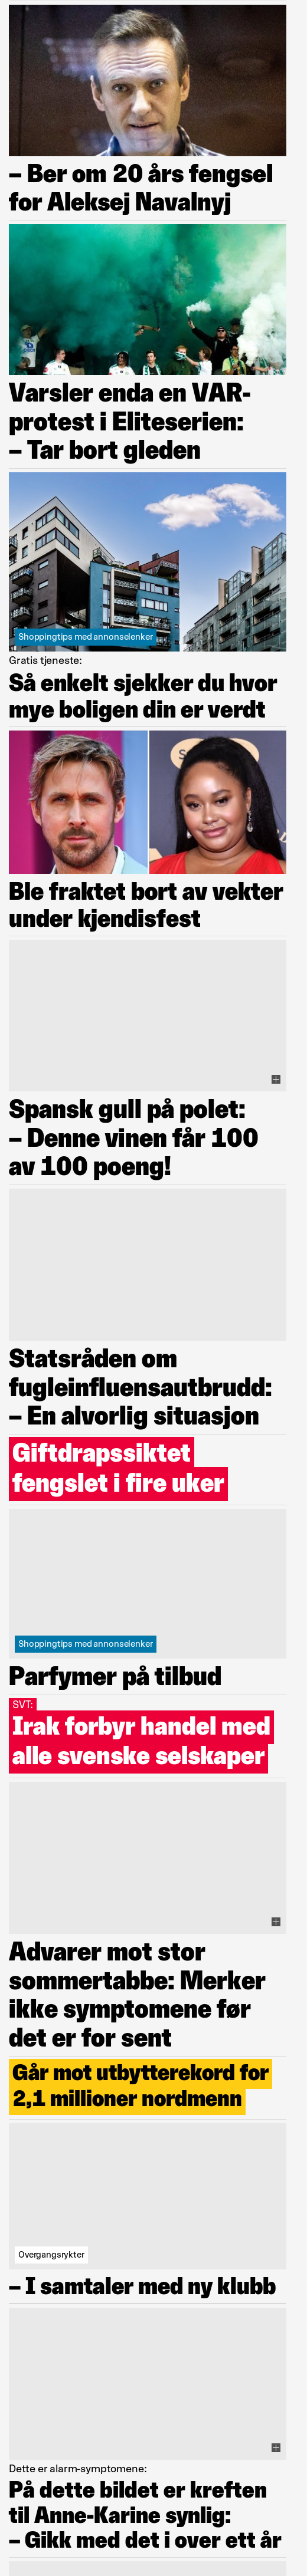 – Ber om 20 års fengsel
for Aleksej Navalnyj
Varsler enda en VAR-
protest i Eliteserien:
– Tar bort gleden
Shoppingtips med annonselenker
Gratis tjeneste:
Så enkelt sjekker du hvor
mye boligen din er verdt
Ble fraktet bort av vekter
under kjendisfest
Spansk gull på polet:
– Denne vinen får 100
av 100 poeng!
Statsråden om
fugleinfluensautbrudd:
– En alvorlig situasjon
Giftdrapssiktet
fengslet i fire uker
Shoppingtips med annonselenker
Parfymer på tilbud
SVT:
Irak forbyr handel med
alle svenske selskaper
Advarer mot stor
sommertabbe: Merker
ikke symptomene før
det er for sent
Går mot utbytterekord for
2,1 millioner nordmenn
Overgangsrykter
– I samtaler med ny klubb
Dette er alarm-symptomene:
På dette bildet er kreften
til Anne-Karine synlig:
– Gikk med det i over ett år